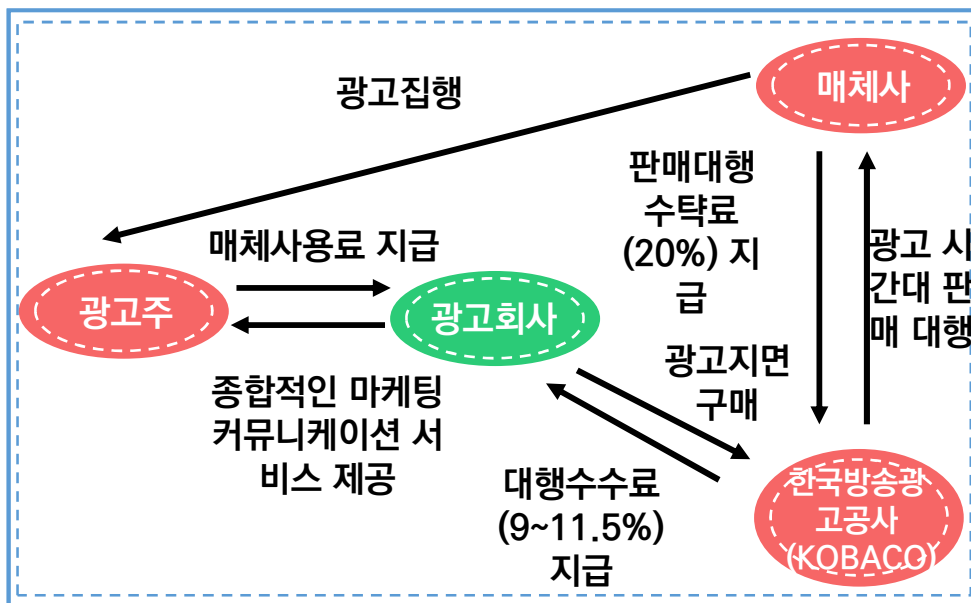 매체사
광고집행
판매대행
수탁료
(20%) 지
급
광고 시
간대 판
매 대행
매체사용료 지급
광고주
광고회사
광고지면
구매
종합적인 마케팅
커뮤니케이션 서
비스 제공
대행수수료
(9~11.5%)
지급
한국방송광
고공사
(KOBACO)